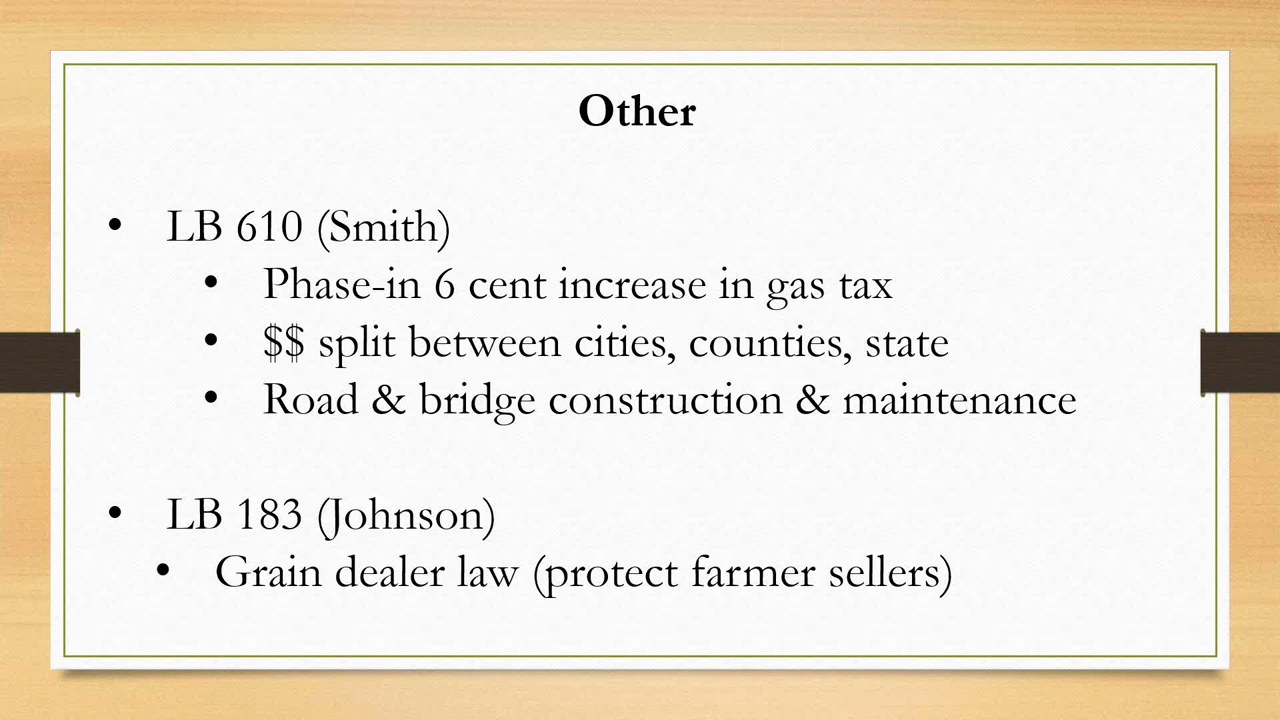 Other
• LB 610 (Smith)
• Phase-in 6 cent increase in gas tax
• $$ split between cities, counties, state
• Road & bridge construction & maintenance
• LB 183 (Johnson)
• Grain dealer law (protect farmer sellers)